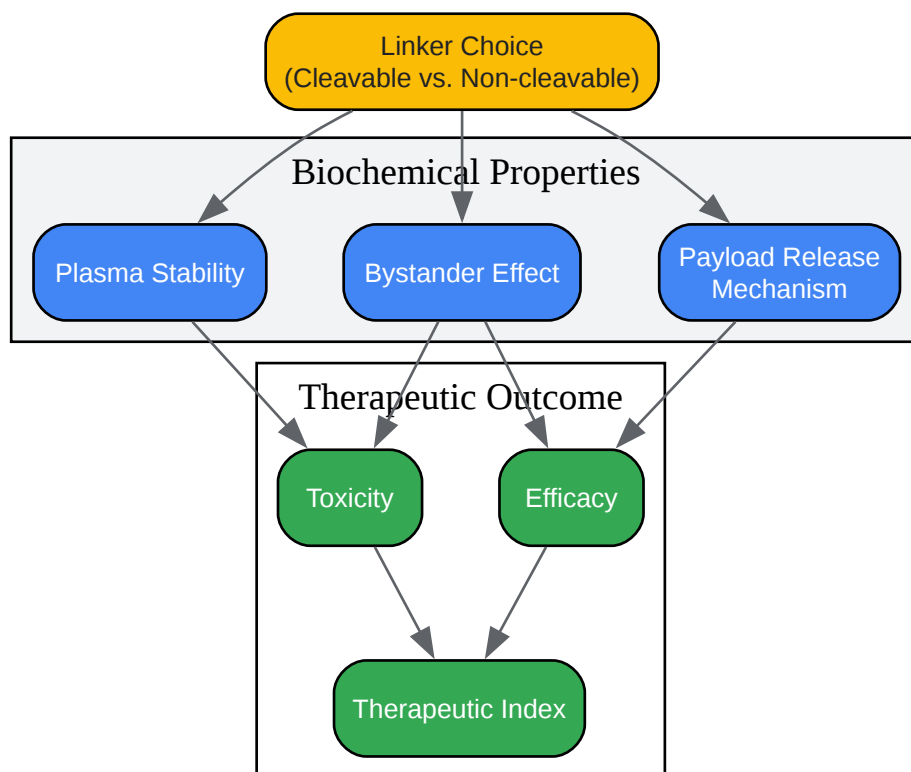 Linker Choice
(Cleavable vs. Non-cleavable)
Biochemical Properties
Plasma Stability
Bystander Effect
Payload Release
Mechanism
Therapeutic Outcome
Toxicity
Efficacy
Therapeutic Index